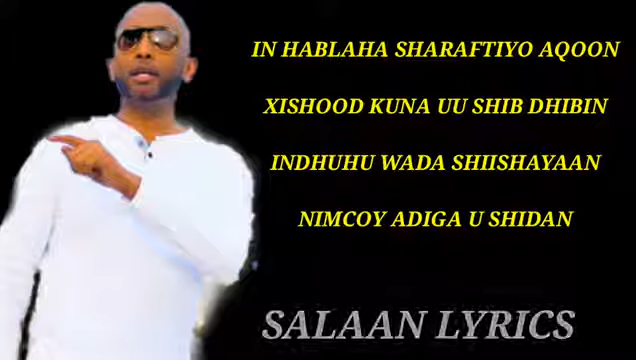 IN HABLAHA SHARAFTIYO AQOON
XISHOOD KUNA UU SHIB DHIBIN
INDHUHU WADA SHIISHAYAAN
NIMCOY ADIGA U SHIDAN
SALAAN LYRICS